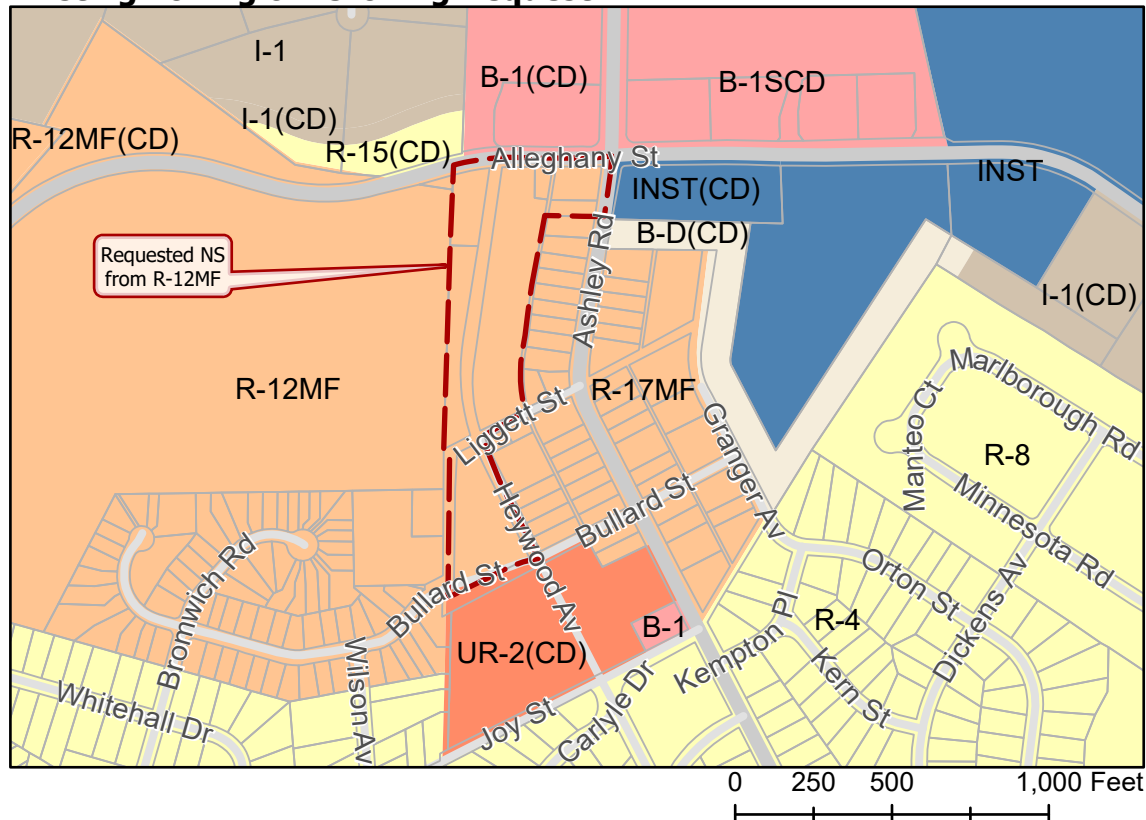 I-1
B-1(CD)
B-1SCD
I-1(CD)
R-12MF(CD)
R-15(CD)
Alleghany St
INST(CD)
INST
B-D(CD)
Requested NS
from R-12MF
Ashley Rd
I-1(CD)
R-12MF
R-17MF
Marlborough Rd
Manteo Ct
Liggett St
Granger Av
R-8
Minnesota Rd
Heywood Av
Bullard St
Bromwich Rd
Bullard St
Orton St
Wilson Av
UR-2(CD)
B-1
Kempton Pl
R-4
Dickens Av
Kern St
Whitehall Dr
Joy St
Carlyle Dr
0 250 500 1,000 Feet